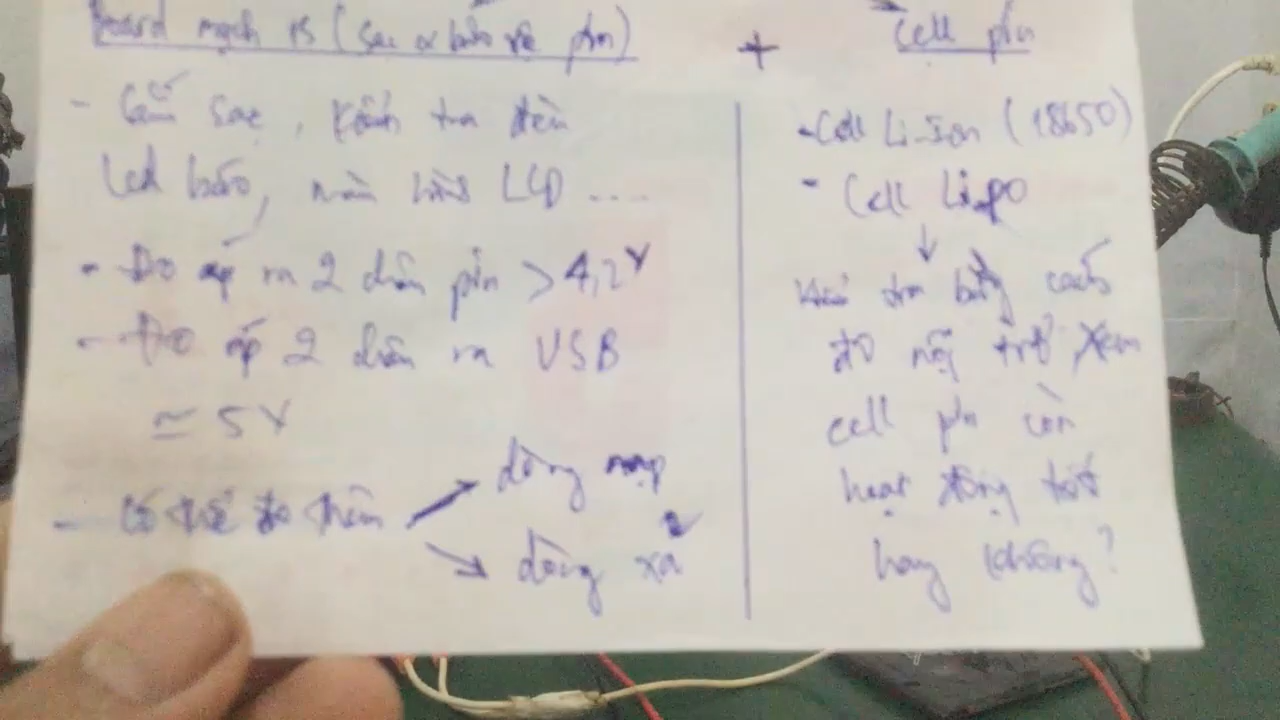 Board mạch IS (sạc & bảo vệ pin)
+
Cell pin
- Cắm sạc, kiểm tra đèn
Led báo, màn hình LCD ....
- Đo áp ra 2 chân pin > 4,2V
- Đo áp 2 chân ra USB
≃ 5V
- Có thể đo thêm
dòng nạp
dòng xả
- Cell Li-Ion (18650)
- Cell Lipo
Kiểm tra bằng cách
đo nội trở xem
cell pin còn
hoạt động tốt
hay không?